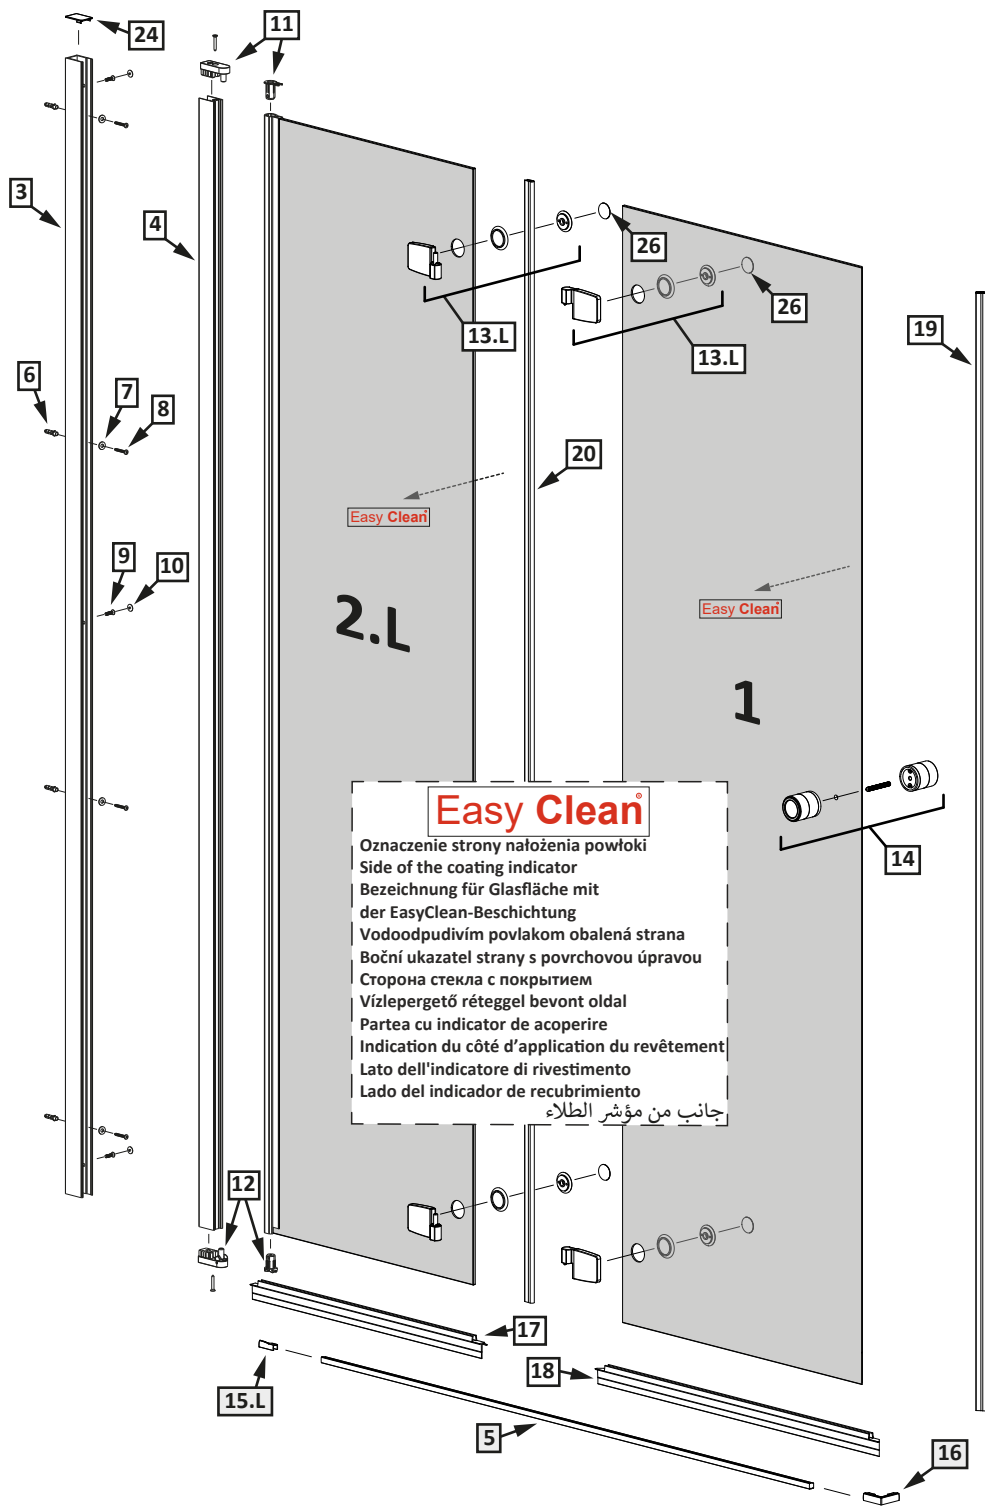 24
11
3
4
26
26
13.L
13.L
19
6
7
8
20
Easy Clean
9
10
Easy Clean
2.L
1
Easy Clean®
Oznaczenie strony nałożenia powłoki
Side of the coating indicator
Bezeichnung für Glasfläche mit
der EasyClean-Beschichtung
Vodoodpudivím povlakom obalená strana
Boční ukazatel strany s povrchovou úpravou
Сторона стекла с покрытием
Vízlepergető réteggel bevont oldal
Partea cu indicator de acoperire
Indication du côté d’application du revêtement
Lato dell'indicatore di rivestimento
Lado del indicador de recubrimiento
جانب من مؤشر الطلاء
14
12
17
18
15.L
5
16